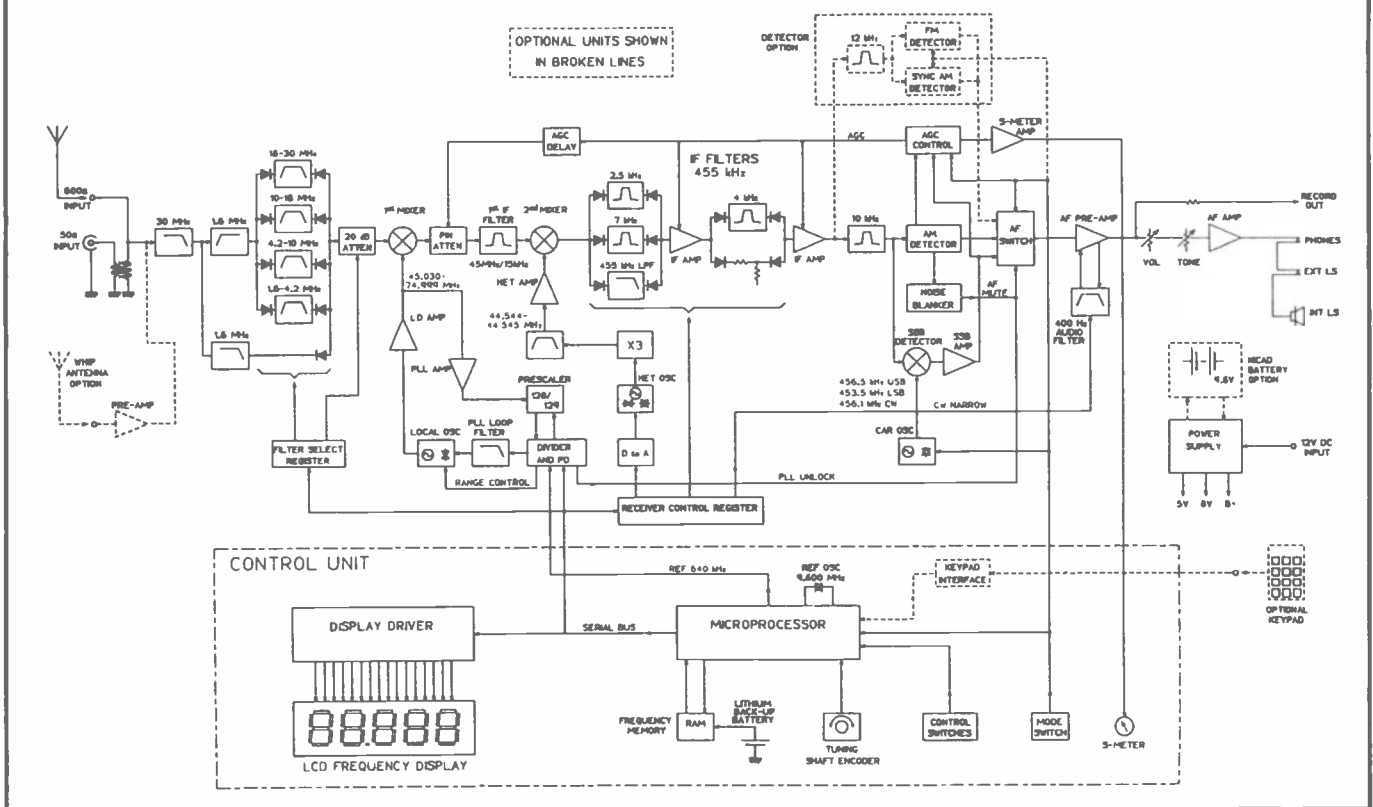 OPTIONAL UNITS SHOWN
IN BROKEN LINES
DETECTOR
OPTION
12 kHz
FM
DETECTOR
SYNC AM
DETECTOR
600Ω
INPUT
50Ω
INPUT
30 MHz
1.6 MHz
18-30 MHz
10-18 MHz
4.2-10 MHz
1.8-4.2 MHz
1.6 MHz
20 dB
ATTEN
1st MIXER
PIN
ATTEN
1st IF
FILTER
45MHz/15kHz
2nd MIXER
AGC
DELAY
AGC
IF FILTERS
455 kHz
2.5 kHz
7 kHz
455 kHz LPF
IF AMP
4 kHz
IF AMP
10 kHz
AGC
CONTROL
S-METER
AMP
AM
DETECTOR
NOISE
BLANKER
AF
SWITCH
AF
MUTE
AF PRE-AMP
400 Hz
AUDIO
FILTER
VOL
TONE
AF AMP
RECORD
OUT
PHONES
EXT LS
INT LS
SSB
DETECTOR
SSB
AMP
456.5 kHz USB
453.5 kHz LSB
456.1 kHz CW
CW NARROW
CAR OSC
45.030-
74.999 MHz
LO AMP
PLL AMP
HET AMP
44.544-
44.545 MHz
X3
HET OSC
D to A
PRESCALER
128/
129
LOCAL OSC
PLL LOOP
FILTER
DIVIDER
AND PD
RANGE CONTROL
PLL UNLOCK
RECEIVER CONTROL REGISTER
FILTER SELECT
REGISTER
WHIP
ANTENNA
OPTION
PRE-AMP
NICAD
BATTERY
OPTION
9.6V
POWER
SUPPLY
12V DC
INPUT
5V
8V
B+
CONTROL UNIT
REF 640 kHz
REF OSC
9.600 MHz
KEYPAD
INTERFACE
OPTIONAL
KEYPAD
DISPLAY DRIVER
SERIAL BUS
MICROPROCESSOR
88.888
LCD FREQUENCY DISPLAY
FREQUENCY
MEMORY
RAM
LITHIUM
BACK-UP
BATTERY
TUNING
SHAFT ENCODER
CONTROL
SWITCHES
MODE
SWITCH
S-METER